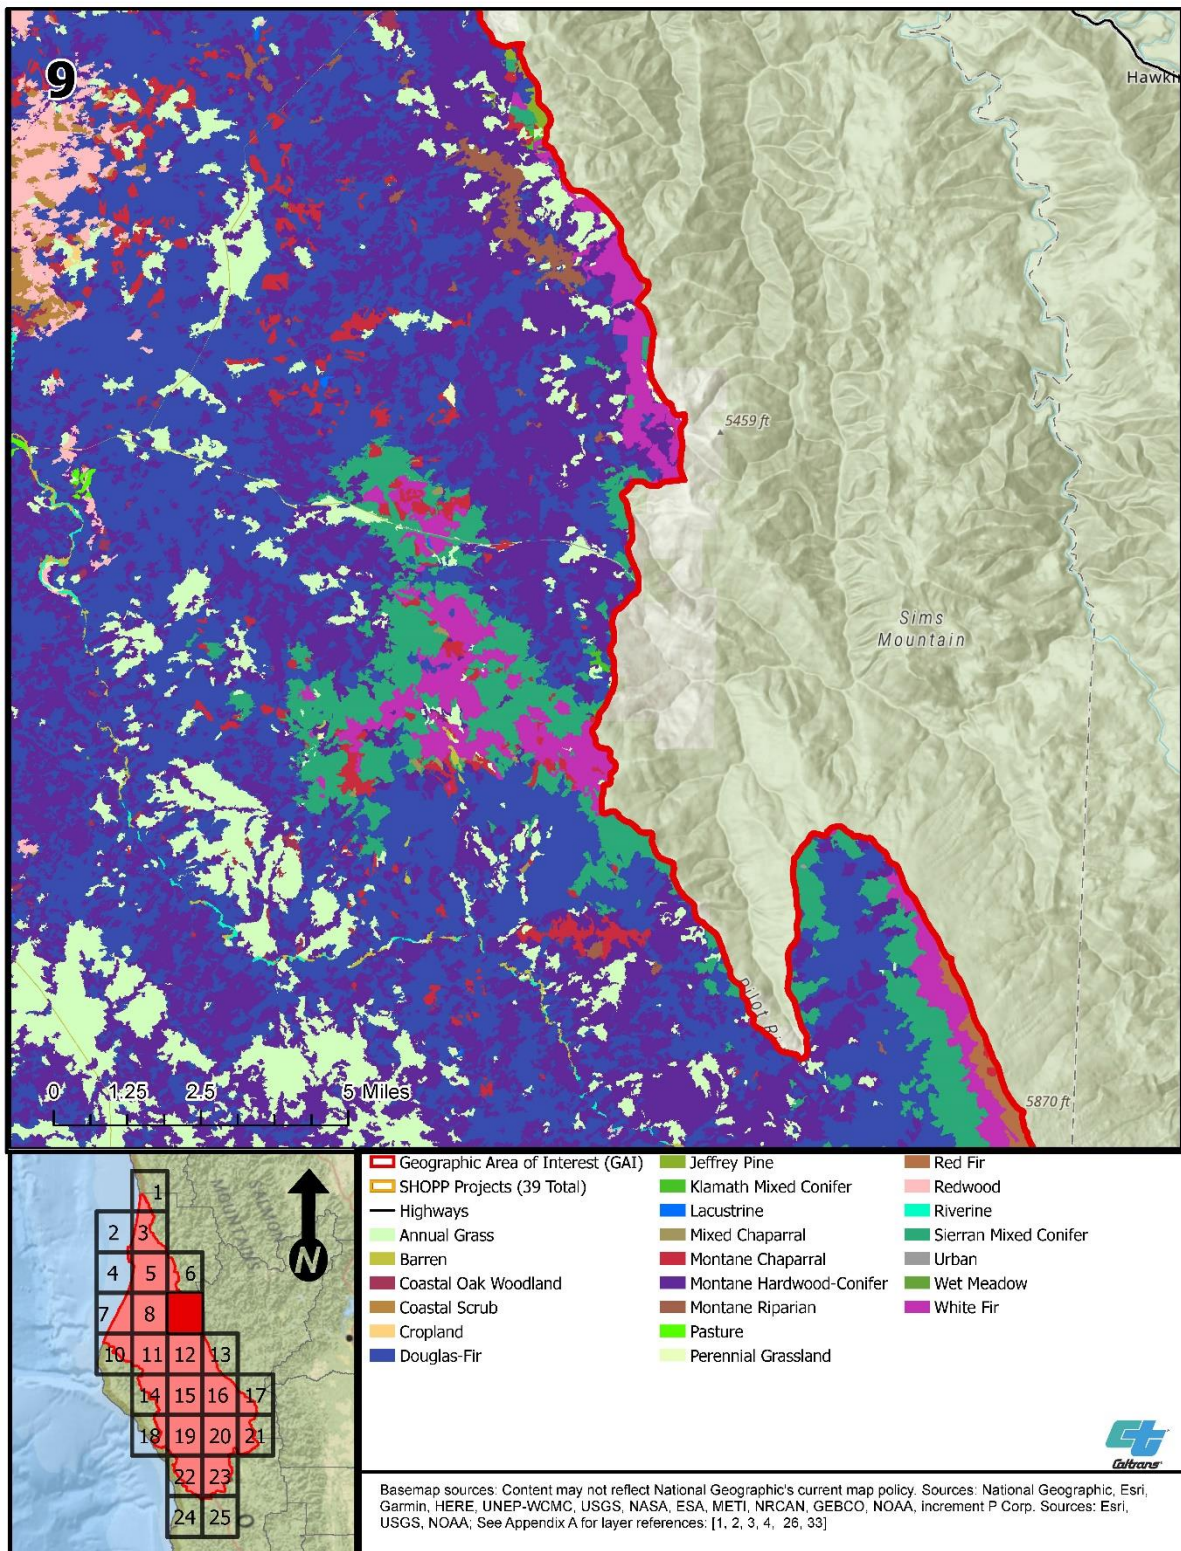 9
Hawki
5459 ft
Sims
Mountain
Pilot Ri
5870 ft
0 1.25 2.5 5 Miles
Geographic Area of Interest (GAI)
SHOPP Projects (39 Total)
Highways
Annual Grass
Barren
Coastal Oak Woodland
Coastal Scrub
Cropland
Douglas-Fir
Jeffrey Pine
Klamath Mixed Conifer
Lacustrine
Mixed Chaparral
Montane Chaparral
Montane Hardwood-Conifer
Montane Riparian
Pasture
Perennial Grassland
Red Fir
Redwood
Riverine
Sierran Mixed Conifer
Urban
Wet Meadow
White Fir
SALMON
MOUNTAINS
N
1
2 3
4 5 6
7 8
10 11 12 13
14 15 16 17
18 19 20 21
22 23
24 25
ct
Caltrans
Basemap sources: Content may not reflect National Geographic's current map policy. Sources: National Geographic, Esri,
Garmin, HERE, UNEP-WCMC, USGS, NASA, ESA, METI, NRCAN, GEBCO, NOAA, increment P Corp. Sources: Esri,
USGS, NOAA; See Appendix A for layer references: [1, 2, 3, 4, 26, 33]